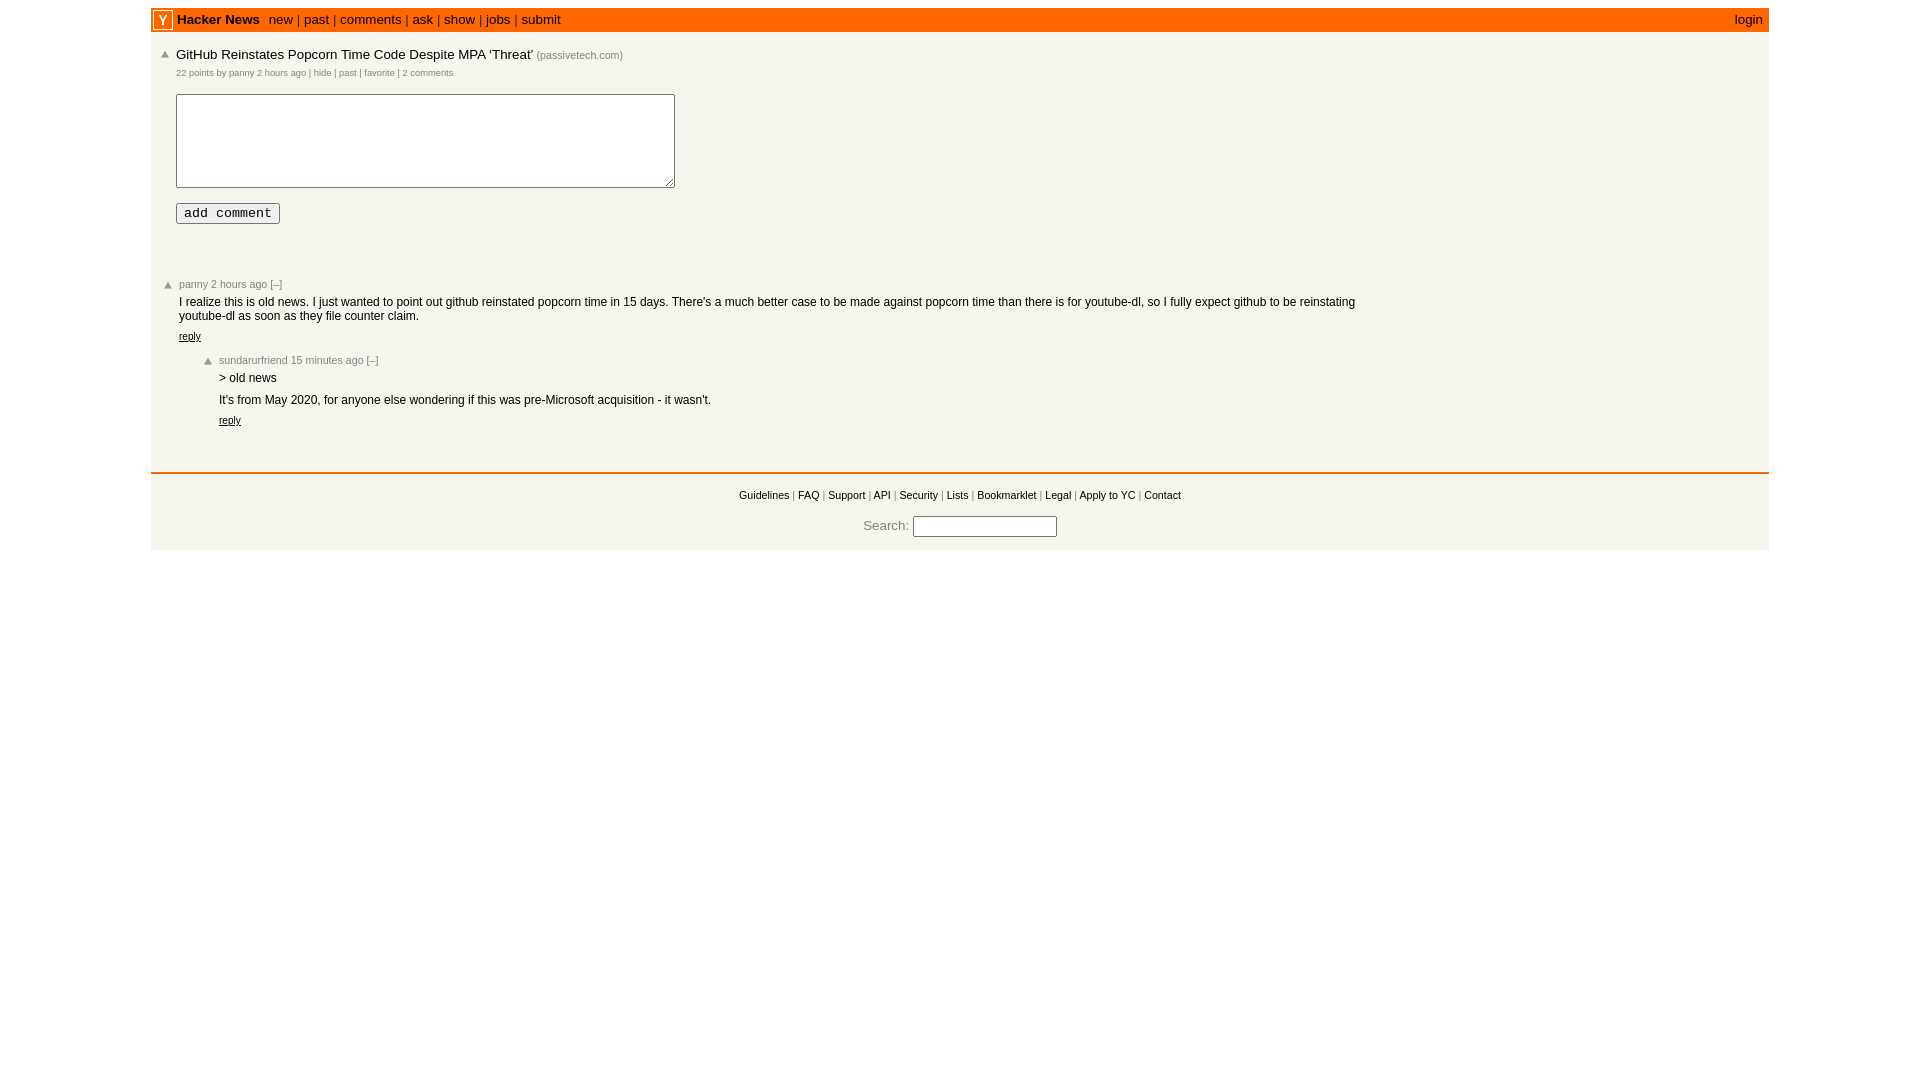 Y Hacker News new | past | comments | ask | show | jobs | submit login
GitHub Reinstates Popcorn Time Code Despite MPA ‘Threat’ (passivetech.com)
22 points by panny 2 hours ago | hide | past | favorite | 2 comments
add comment
panny 2 hours ago [–]
I realize this is old news. I just wanted to point out github reinstated popcorn time in 15 days. There's a much better case to be made against popcorn time than there is for youtube-dl, so I fully expect github to be reinstating
youtube-dl as soon as they file counter claim.
reply
sundarurfriend 15 minutes ago [–]
> old news
It's from May 2020, for anyone else wondering if this was pre-Microsoft acquisition - it wasn't.
reply
Guidelines | FAQ | Support | API | Security | Lists | Bookmarklet | Legal | Apply to YC | Contact
Search: